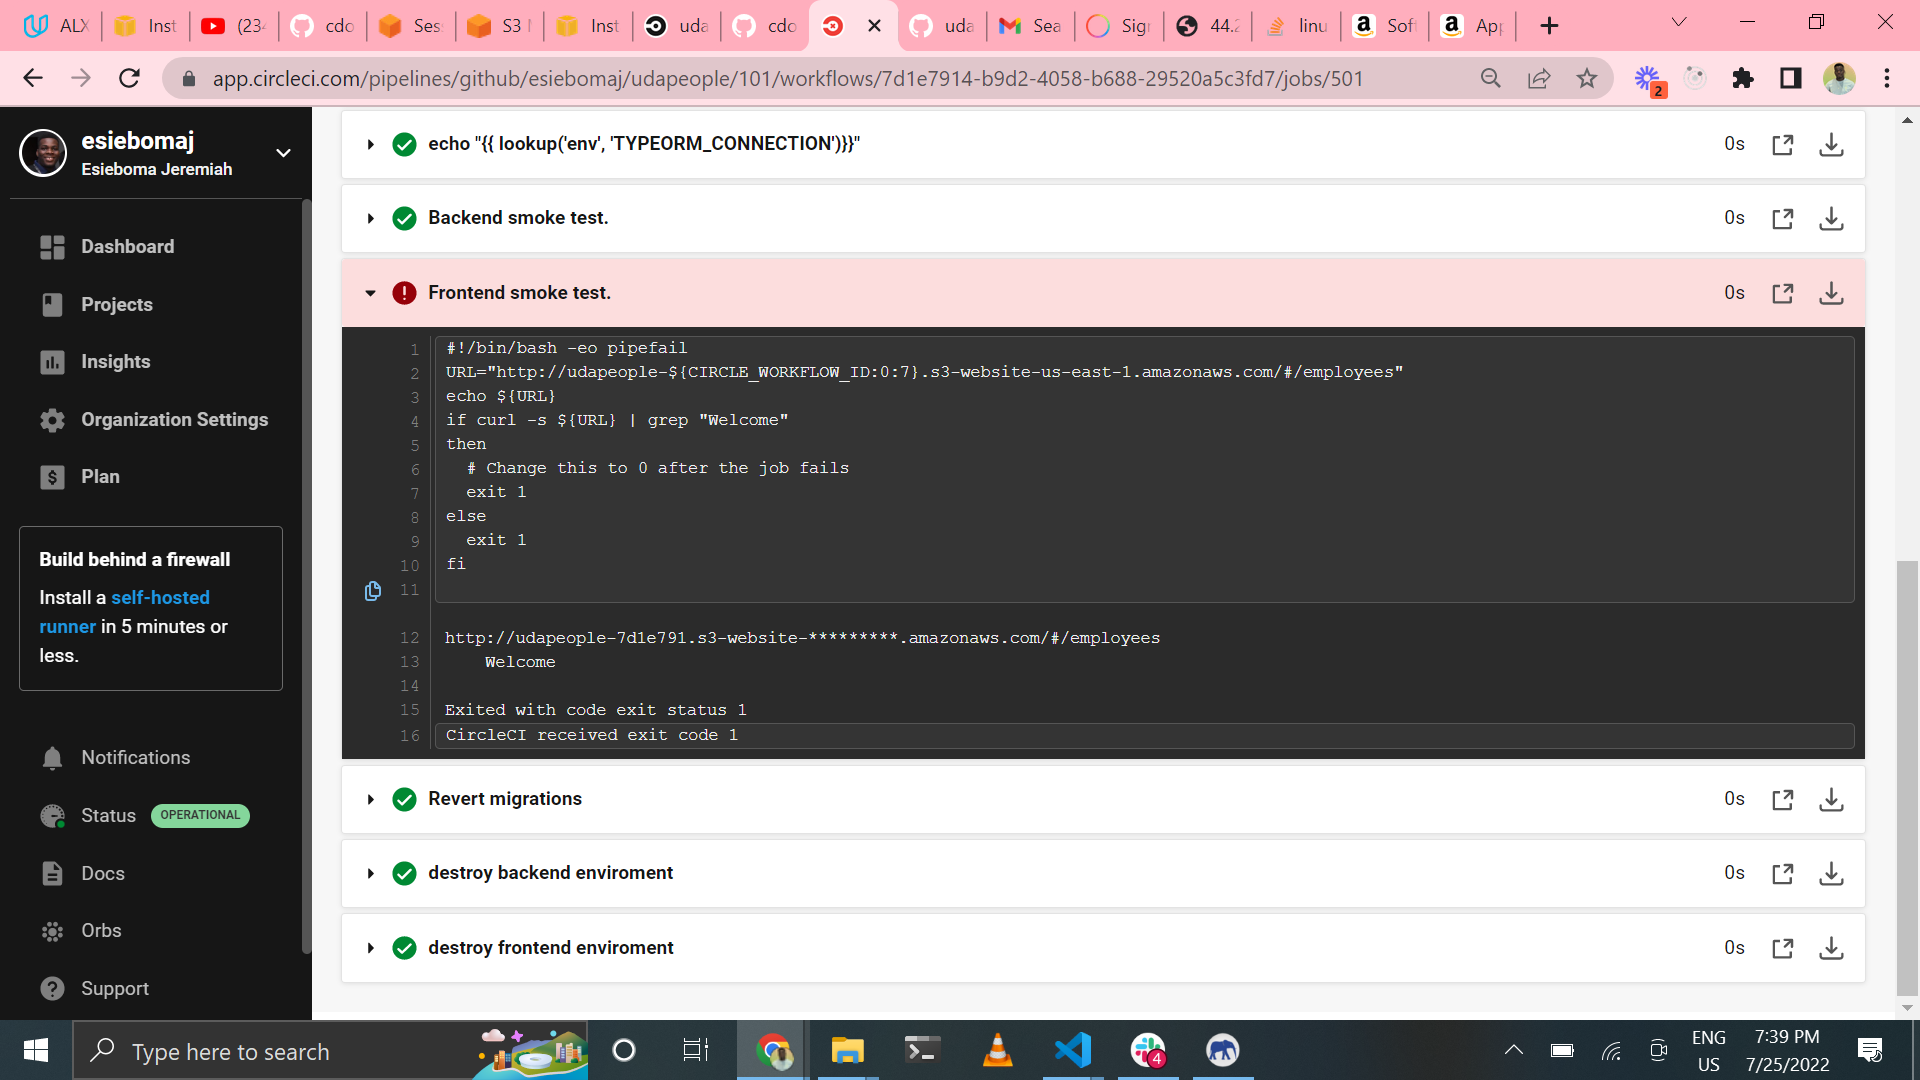 ALX
Inst
(234
cdo
Ses
S3 M
Inst
uda
cdo
uda
Sea
Sign
44.2
linu
Soft
App
app.circleci.com/pipelines/github/esiebomaj/udapeople/101/workflows/7d1e7914-b9d2-4058-b688-29520a5c3fd7/jobs/501
2
esiebomaj
Esieboma Jeremiah
Dashboard
Projects
Insights
Organization Settings
Plan
Build behind a firewall
Install a self-hosted
runner in 5 minutes or
less.
Notifications
Status OPERATIONAL
Docs
Orbs
Support
echo "{{ lookup('env', 'TYPEORM_CONNECTION')}}" 0s
Backend smoke test. 0s
Frontend smoke test. 0s
1 #!/bin/bash -eo pipefail
2 URL="http://udapeople-${CIRCLE_WORKFLOW_ID:0:7}.s3-website-us-east-1.amazonaws.com/#/employees"
3 echo ${URL}
4 if curl -s ${URL} | grep "Welcome"
5 then
6 # Change this to 0 after the job fails
7 exit 1
8 else
9 exit 1
10 fi
11
12 http://udapeople-7d1e791.s3-website-*********.amazonaws.com/#/employees
13 Welcome
14
15 Exited with code exit status 1
16 CircleCI received exit code 1
Revert migrations 0s
destroy backend enviroment 0s
destroy frontend enviroment 0s
Type here to search
4
ENG
US
7:39 PM
7/25/2022